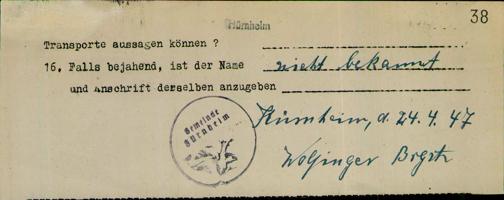 38
Hürnheim
Transporte aussagen können ?
16. Falls bejahend, ist der Name nicht bekannt
und anschrift derselben anzugeben
Gemeinde
Hürnheim
Hürnheim, d. 24.4.47
Wolfinger Bgstr